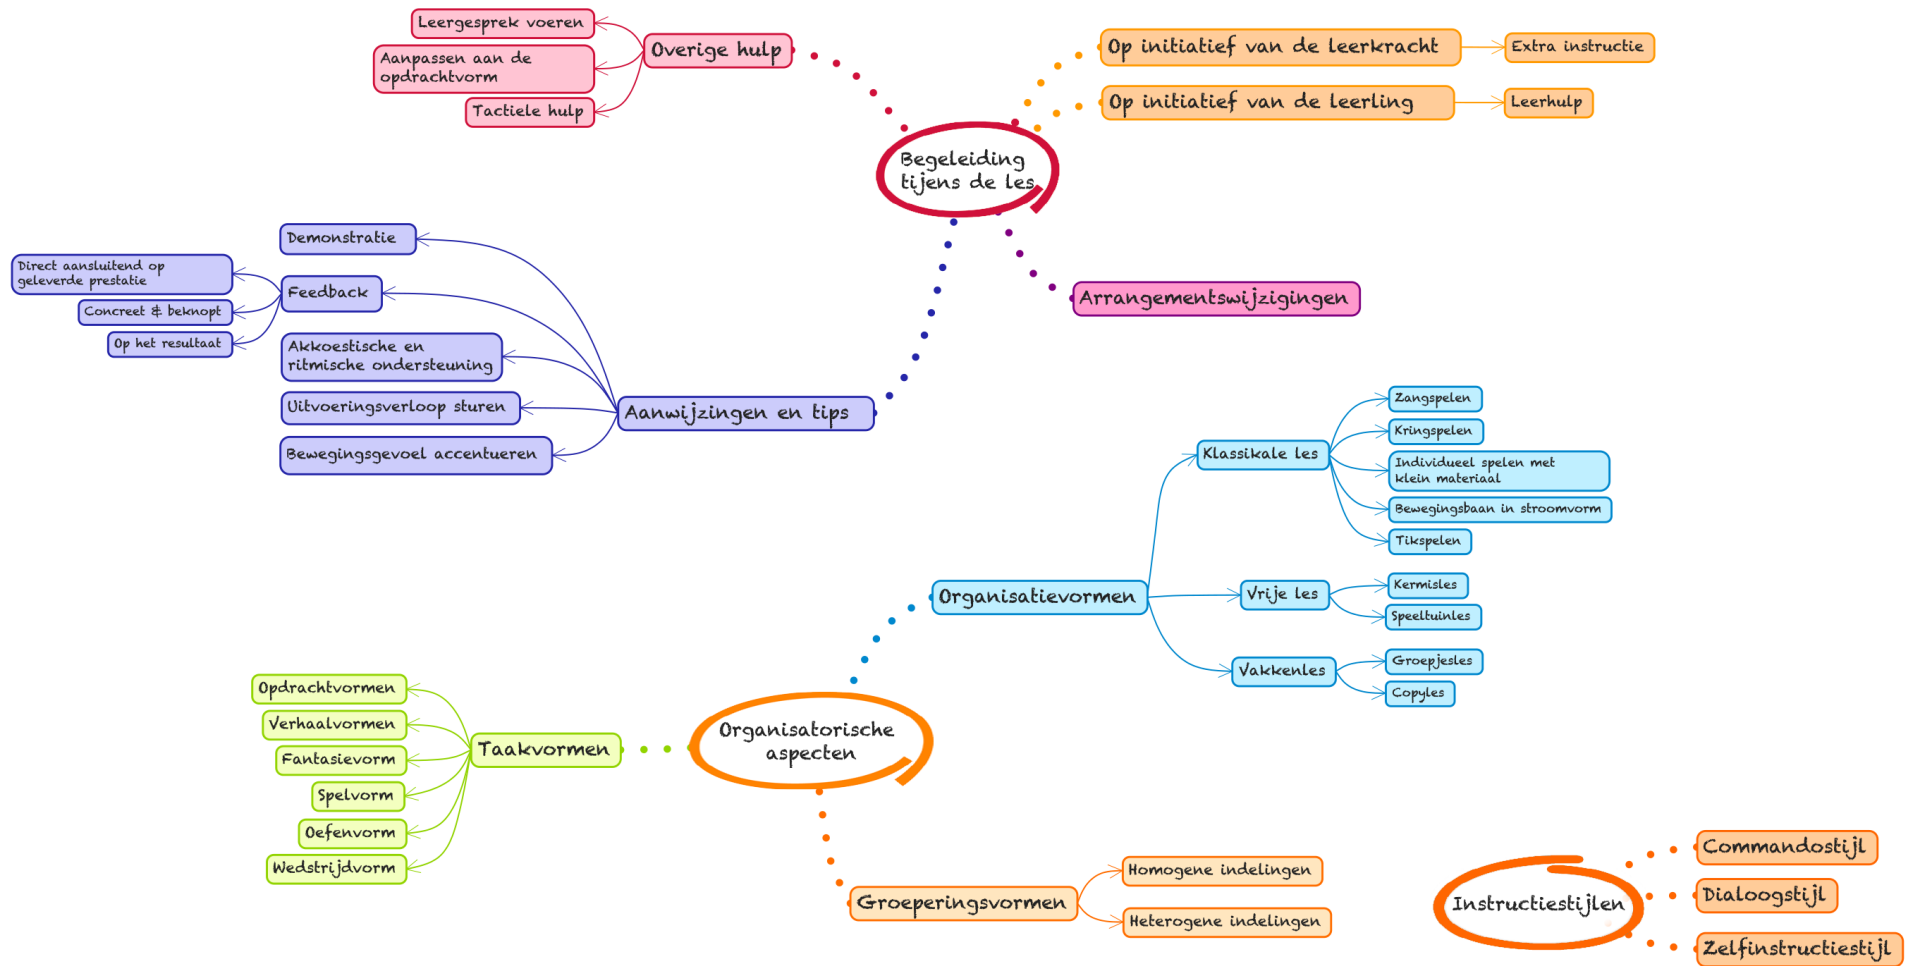 Leergesprek voeren
Aanpassen aan de
opdrachtvorm
Tactiele hulp
Overige hulp
Op initiatief van de leerkracht
Extra instructie
Op initiatief van de leerling
Leerhulp
Begeleiding
tijens de les
Arrangementswijzigingen
Demonstratie
Direct aansluitend op
geleverde prestatie
Concreet & beknopt
Op het resultaat
Feedback
Akkoestische en
ritmische ondersteuning
Uitvoeringsverloop sturen
Bewegingsgevoel accentueren
Aanwijzingen en tips
Organisatievormen
Klassikale les
Zangspelen
Kringspelen
Individueel spelen met
klein materiaal
Bewegingsbaan in stroomvorm
Tikspelen
Vrije les
Kermisles
Speeltuinles
Vakkenles
Groepjesles
Copyles
Opdrachtvormen
Verhaalvormen
Fantasievorm
Spelvorm
Oefenvorm
Wedstrijdvorm
Taakvormen
Organisatorische
aspecten
Groeperingsvormen
Homogene indelingen
Heterogene indelingen
Instructiestijlen
Commandostijl
Dialoogstijl
Zelfinstructiestijl